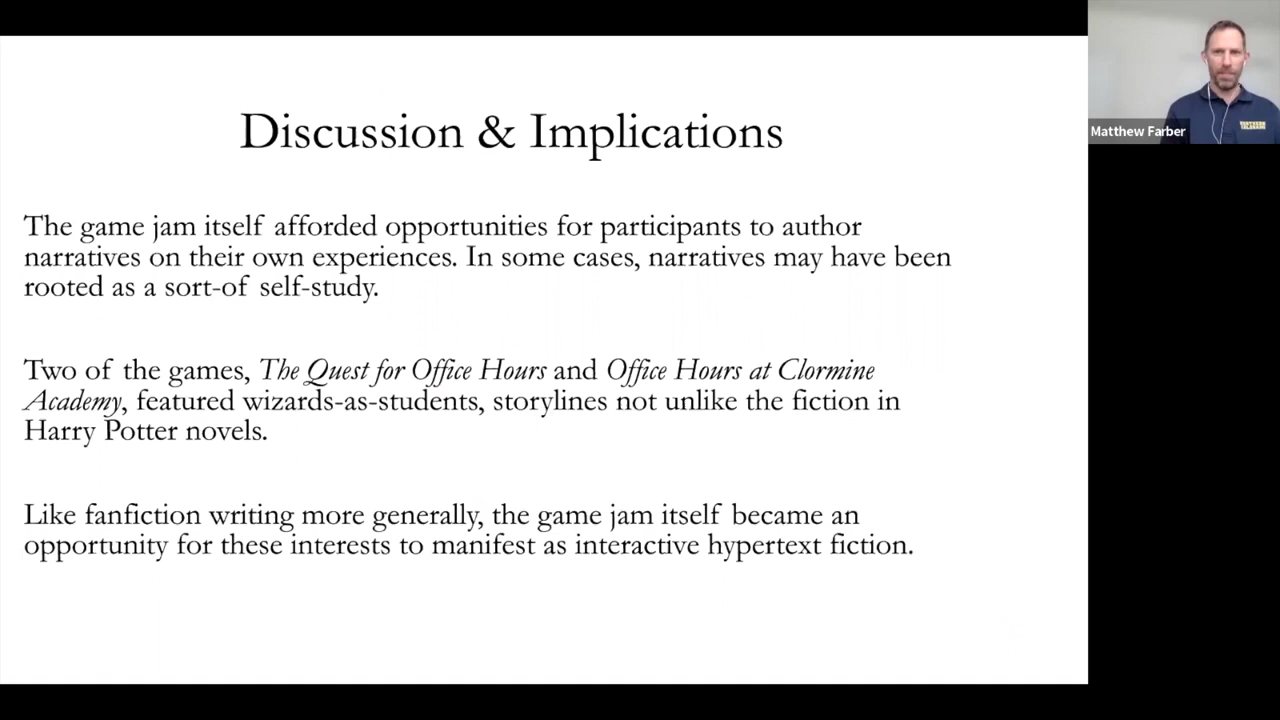 Discussion & Implications
The game jam itself afforded opportunities for participants to author
narratives on their own experiences. In some cases, narratives may have been
rooted as a sort-of self-study.
Two of the games, The Quest for Office Hours and Office Hours at Clormine
Academy, featured wizards-as-students, storylines not unlike the fiction in
Harry Potter novels.
Like fanfiction writing more generally, the game jam itself became an
opportunity for these interests to manifest as interactive hypertext fiction.
Matthew Farber